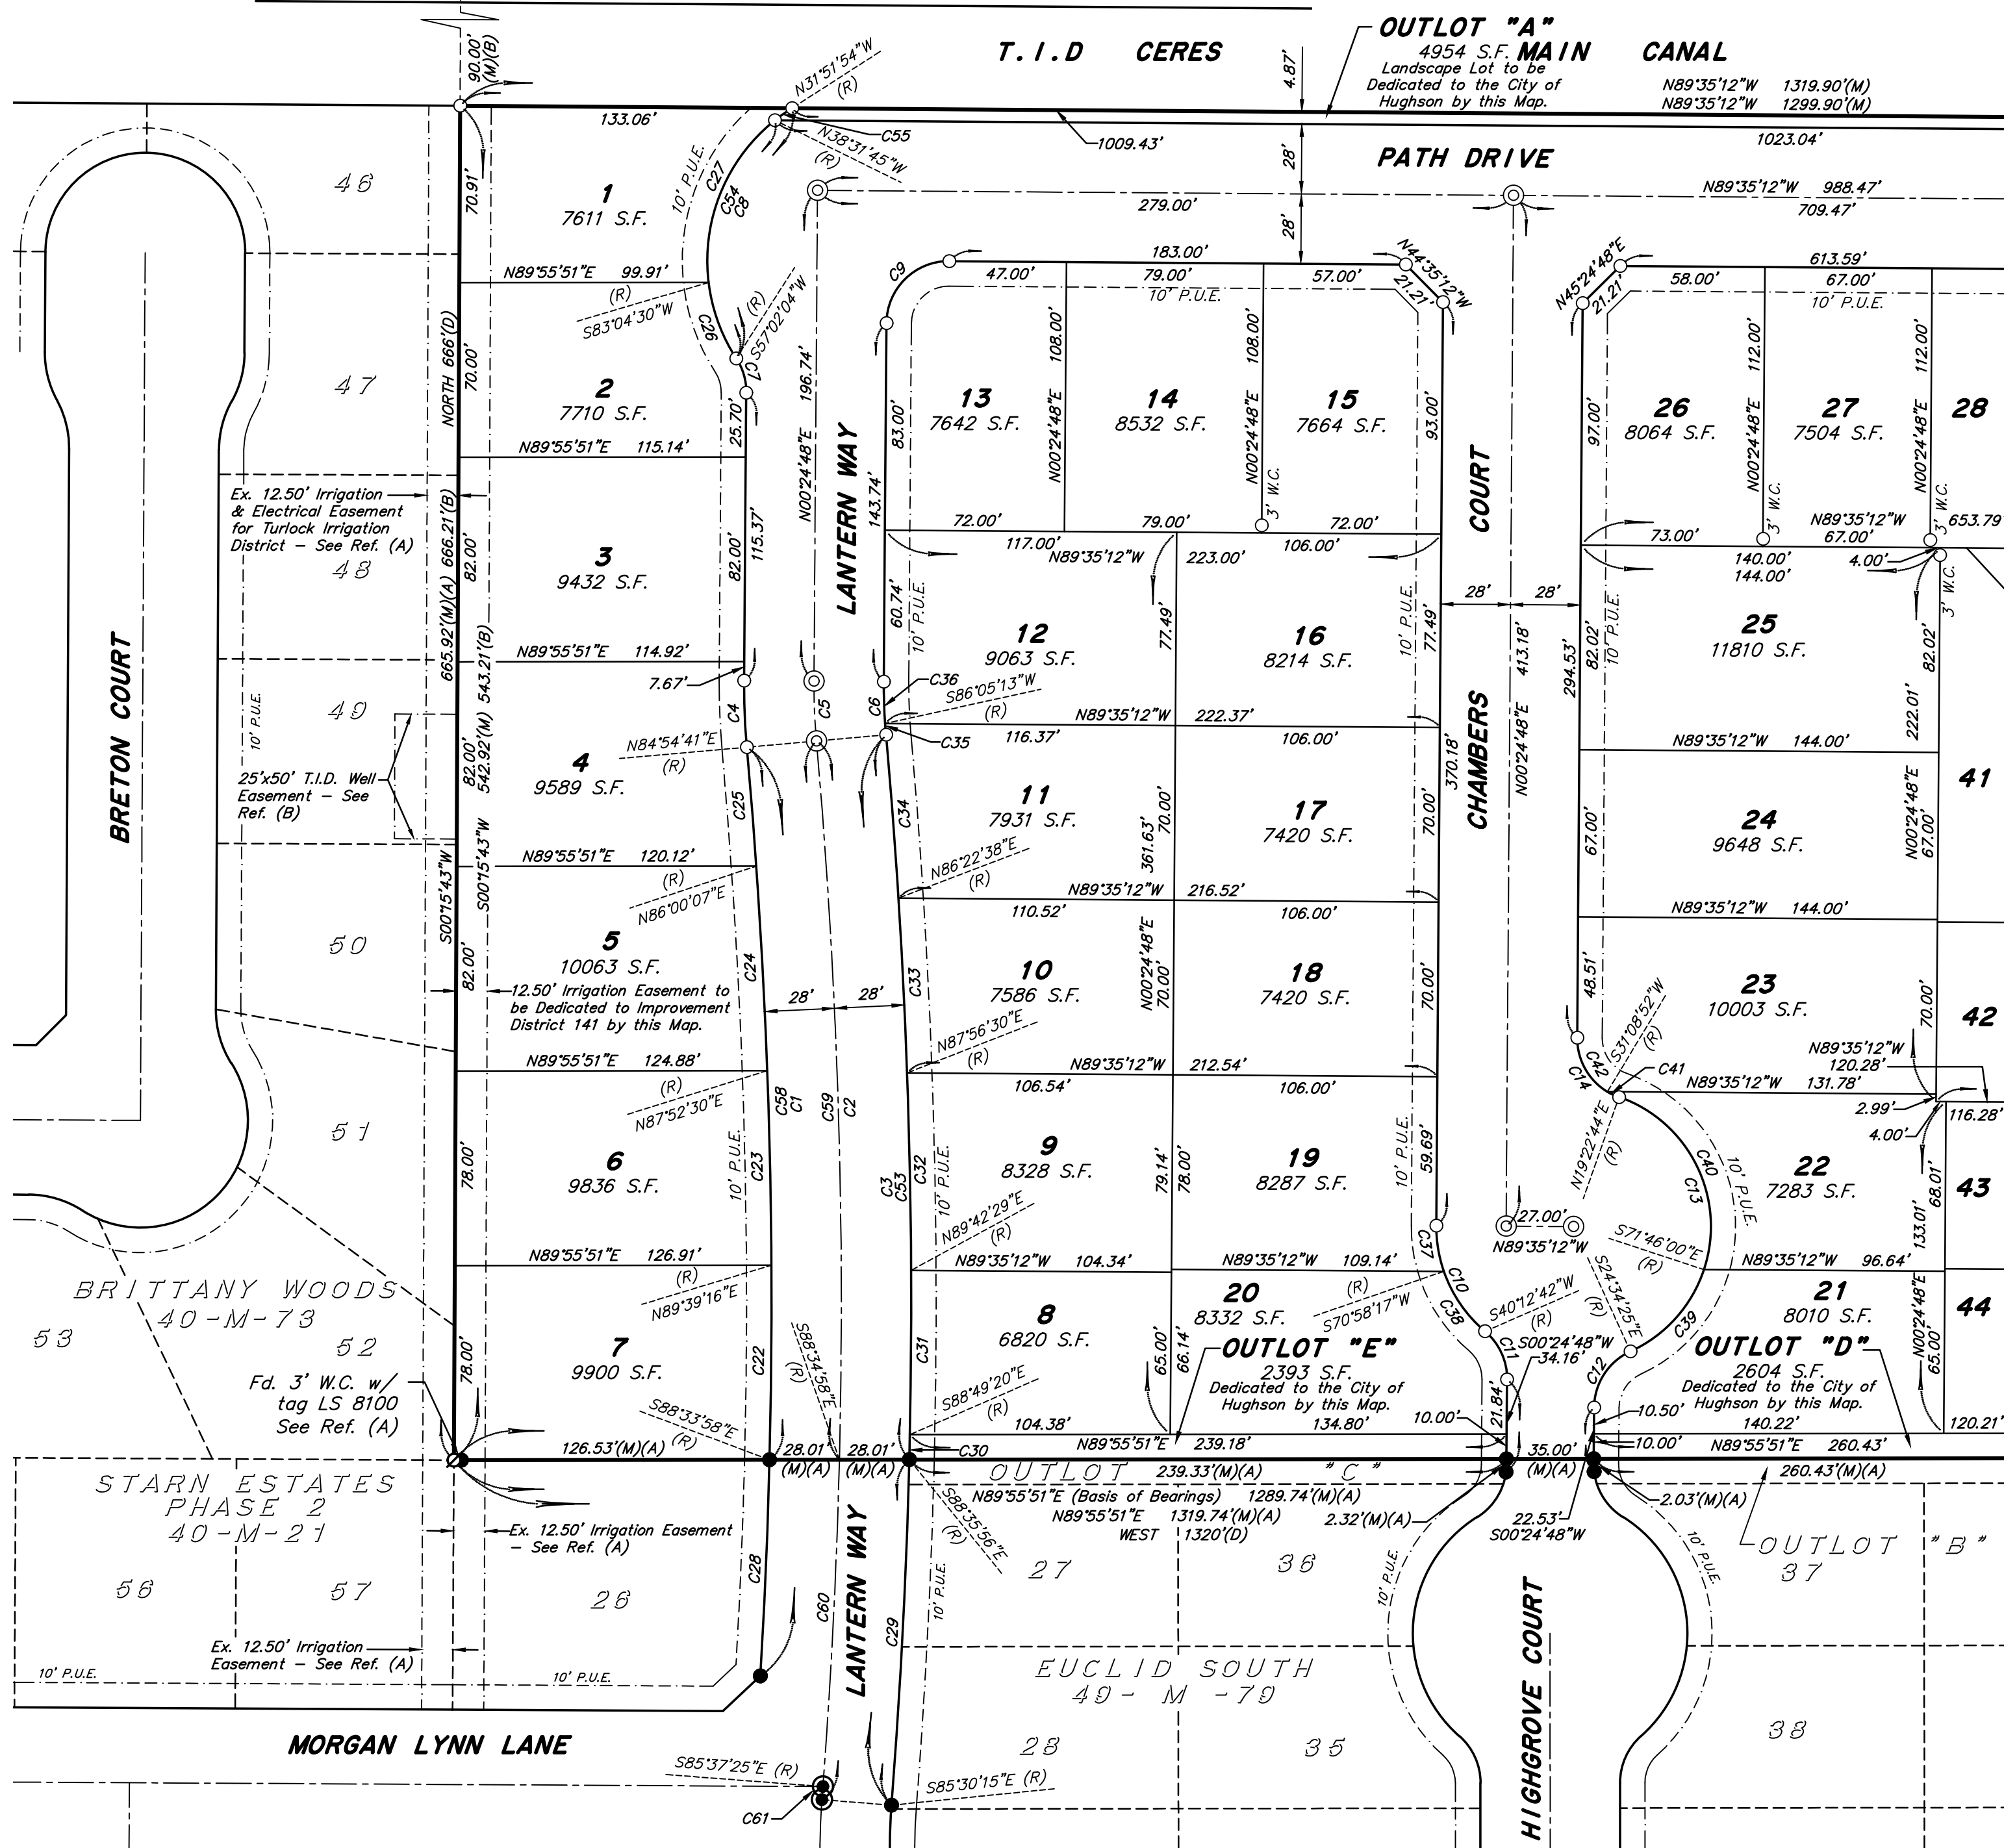 T.I.D CERES MAIN CANAL
OUTLOT "A"
4954 S.F.
Landscape Lot to be
Dedicated to the City of
Hughson by this Map.
N89°35'12"W 1319.90'(M)
N89°35'12"W 1299.90'(M)
90.00'
(M)(B)
N31°51'54"W
(R)
4.87'
133.06'
C55
N38°31'45"W
(R)
1009.43'
1023.04'
PATH DRIVE
28'
28'
N89°35'12"W 988.47'
279.00'
709.47'
10' P.U.E.
C27
C54
C8
46
70.91'
1
7611 S.F.
N89°55'51"E 99.91'
(R)
S83°04'30"W
C26
(R)
S57°02'04"W
C7
183.00'
C9
47.00'
79.00'
57.00'
10' P.U.E.
N44°35'12"W
21.21'
N45°24'48"E
21.21'
613.59'
58.00'
67.00'
10' P.U.E.
NORTH 666'(D)
70.00'
47
2
7710 S.F.
25.70'
N89°55'51"E 115.14'
N00°24'48"E 196.74'
LANTERN WAY
83.00'
143.74'
13
7642 S.F.
N00°24'48"E 108.00'
14
8532 S.F.
N00°24'48"E 108.00'
3' W.C.
15
7664 S.F.
93.00'
CHAMBERS COURT
97.00'
26
8064 S.F.
N00°24'48"E 112.00'
3' W.C.
27
7504 S.F.
N00°24'48"E 112.00'
3' W.C.
28
Ex. 12.50' Irrigation
& Electrical Easement
for Turlock Irrigation
District – See Ref. (A)
48
665.92'(M)(A) 666.21'(B)
82.00'
542.92'(M) 543.21'(B)
3
9432 S.F.
82.00'
115.37'
N89°55'51"E 114.92'
7.67'
72.00'
79.00'
72.00'
117.00'
N89°35'12"W 223.00'
106.00'
73.00'
N89°35'12"W
67.00'
653.79'
140.00'
144.00'
4.00'
3' W.C.
60.74'
10' P.U.E.
12
9063 S.F.
77.49'
16
8214 S.F.
10' P.U.E.
77.49'
28'
28'
N00°24'48"E 413.18'
294.53'
82.02'
10' P.U.E.
25
11810 S.F.
82.02'
BRETON COURT
10' P.U.E.
49
25'x50' T.I.D. Well
Easement – See
Ref. (B)
82.00'
4
9589 S.F.
C4
C5
C6
C36
S86°05'13"W
(R)
N84°54'41"E
(R)
C35
N89°35'12"W 222.37'
116.37'
106.00'
N89°35'12"W 144.00'
222.01'
C25
C34
11
7931 S.F.
361.63'
70.00'
17
7420 S.F.
70.00'
370.18'
67.00'
24
9648 S.F.
N00°24'48"E
67.00'
41
N89°55'51"E 120.12'
(R)
N86°00'07"E
N86°22'38"E
(R)
N89°35'12"W 216.52'
110.52'
106.00'
N89°35'12"W 144.00'
S00°15'43"W
S00°15'43"W
50
82.00'
5
10063 S.F.
12.50' Irrigation Easement to
be Dedicated to Improvement
District 141 by this Map.
C24
28'
28'
C33
10
7586 S.F.
N00°24'48"E
70.00'
18
7420 S.F.
70.00'
48.51'
23
10003 S.F.
70.00'
42
S31°08'52"W
(R)
N89°55'51"E 124.88'
(R)
N87°52'30"E
N87°56'30"E
(R)
N89°35'12"W 212.54'
106.54'
106.00'
C42
C14
C41
N89°35'12"W 131.78'
N89°35'12"W
120.28'
2.99'
4.00'
116.28'
51
78.00'
6
9836 S.F.
10' P.U.E.
C23
C58
C1
C59
C2
C3
C53
C32
10' P.U.E.
9
8328 S.F.
79.14'
78.00'
19
8287 S.F.
10' P.U.E.
59.69'
N19°22'44"E
(R)
C40
C13
10' P.U.E.
22
7283 S.F.
133.01'
68.01'
43
N89°42'29"E
(R)
27.00'
N89°35'12"W
S71°46'00"E
(R)
N89°55'51"E 126.91'
(R)
N89°39'16"E
N89°35'12"W 104.34'
N89°35'12"W 109.14'
C37
C10
C38
N89°35'12"W 96.64'
BRITTANY WOODS
40-M-73
53
52
78.00'
7
9900 S.F.
C22
S88°34'58"E
(R)
C31
8
6820 S.F.
65.00'
66.14'
20
8332 S.F.
(R)
S70°58'17"W
S40°12'42"W
(R)
C11
S24°34'25"E
(R)
C39
C12
21
8010 S.F.
N00°24'48"E
65.00'
44
Fd. 3' W.C. w/
tag LS 8100
See Ref. (A)
S88°33'58"E
(R)
S88°49'20"E
(R)
OUTLOT "E"
2393 S.F.
Dedicated to the City of
Hughson by this Map.
S00°24'48"W
34.16'
21.84'
10.00'
OUTLOT "D"
2604 S.F.
Dedicated to the City of
Hughson by this Map.
10.50'
10.00'
104.38'
134.80'
140.22'
120.21'
126.53'(M)(A)
28.01'
(M)(A)
28.01'
(M)(A)
C30
N89°55'51"E 239.18'
35.00'
(M)(A)
N89°55'51"E 260.43'
OUTLOT "C"
239.33'(M)(A)
260.43'(M)(A)
N89°55'51"E (Basis of Bearings) 1289.74'(M)(A)
N89°55'51"E 1319.74'(M)(A)
WEST 1320'(D)
2.32'(M)(A)
22.53'
S00°24'48"W
2.03'(M)(A)
STARN ESTATES
PHASE 2
40-M-21
Ex. 12.50' Irrigation Easement
– See Ref. (A)
S88°35'56"E
(R)
OUTLOT "B"
56
57
26
27
36
37
C28
C60
LANTERN WAY
C29
10' P.U.E.
10' P.U.E.
10' P.U.E.
Ex. 12.50' Irrigation
Easement – See Ref. (A)
10' P.U.E.
10' P.U.E.
EUCLID SOUTH
49- M -79
HIGHGROVE COURT
MORGAN LYNN LANE
28
35
38
S85°37'25"E (R)
S85°30'15"E (R)
C61